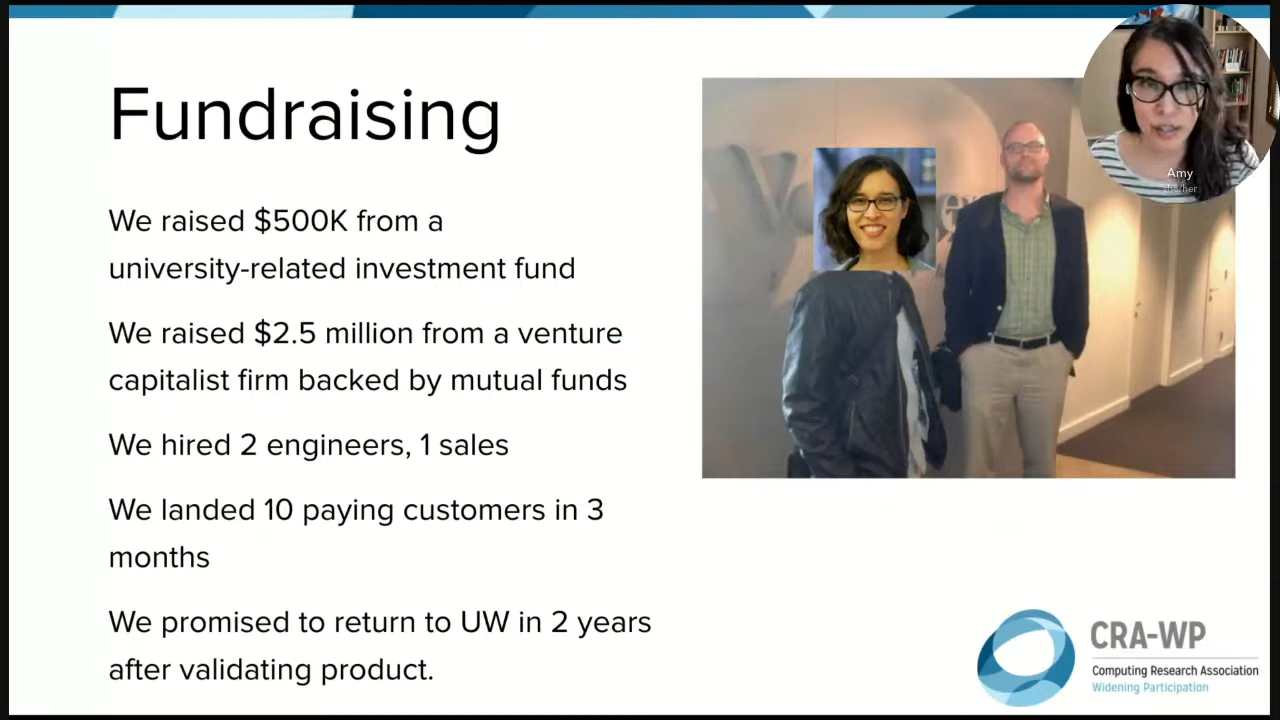 Fundraising
We raised $500K from a
university-related investment fund
We raised $2.5 million from a venture
capitalist firm backed by mutual funds
We hired 2 engineers, 1 sales
We landed 10 paying customers in 3
months
We promised to return to UW in 2 years
after validating product.
Amy
she/her
CRA-WP
Computing Research Association
Widening Participation